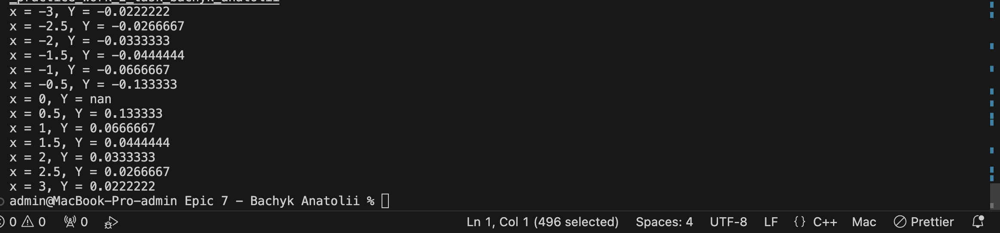 _practice_work_2_task_bachyk_anatolii
x = -3, Y = -0.0222222
x = -2.5, Y = -0.0266667
x = -2, Y = -0.0333333
x = -1.5, Y = -0.0444444
x = -1, Y = -0.0666667
x = -0.5, Y = -0.133333
x = 0, Y = nan
x = 0.5, Y = 0.133333
x = 1, Y = 0.0666667
x = 1.5, Y = 0.0444444
x = 2, Y = 0.0333333
x = 2.5, Y = 0.0266667
x = 3, Y = 0.0222222
admin@MacBook-Pro-admin Epic 7 - Bachyk Anatolii %
0 0 0 Ln 1, Col 1 (496 selected) Spaces: 4 UTF-8 LF {} C++ Mac Prettier